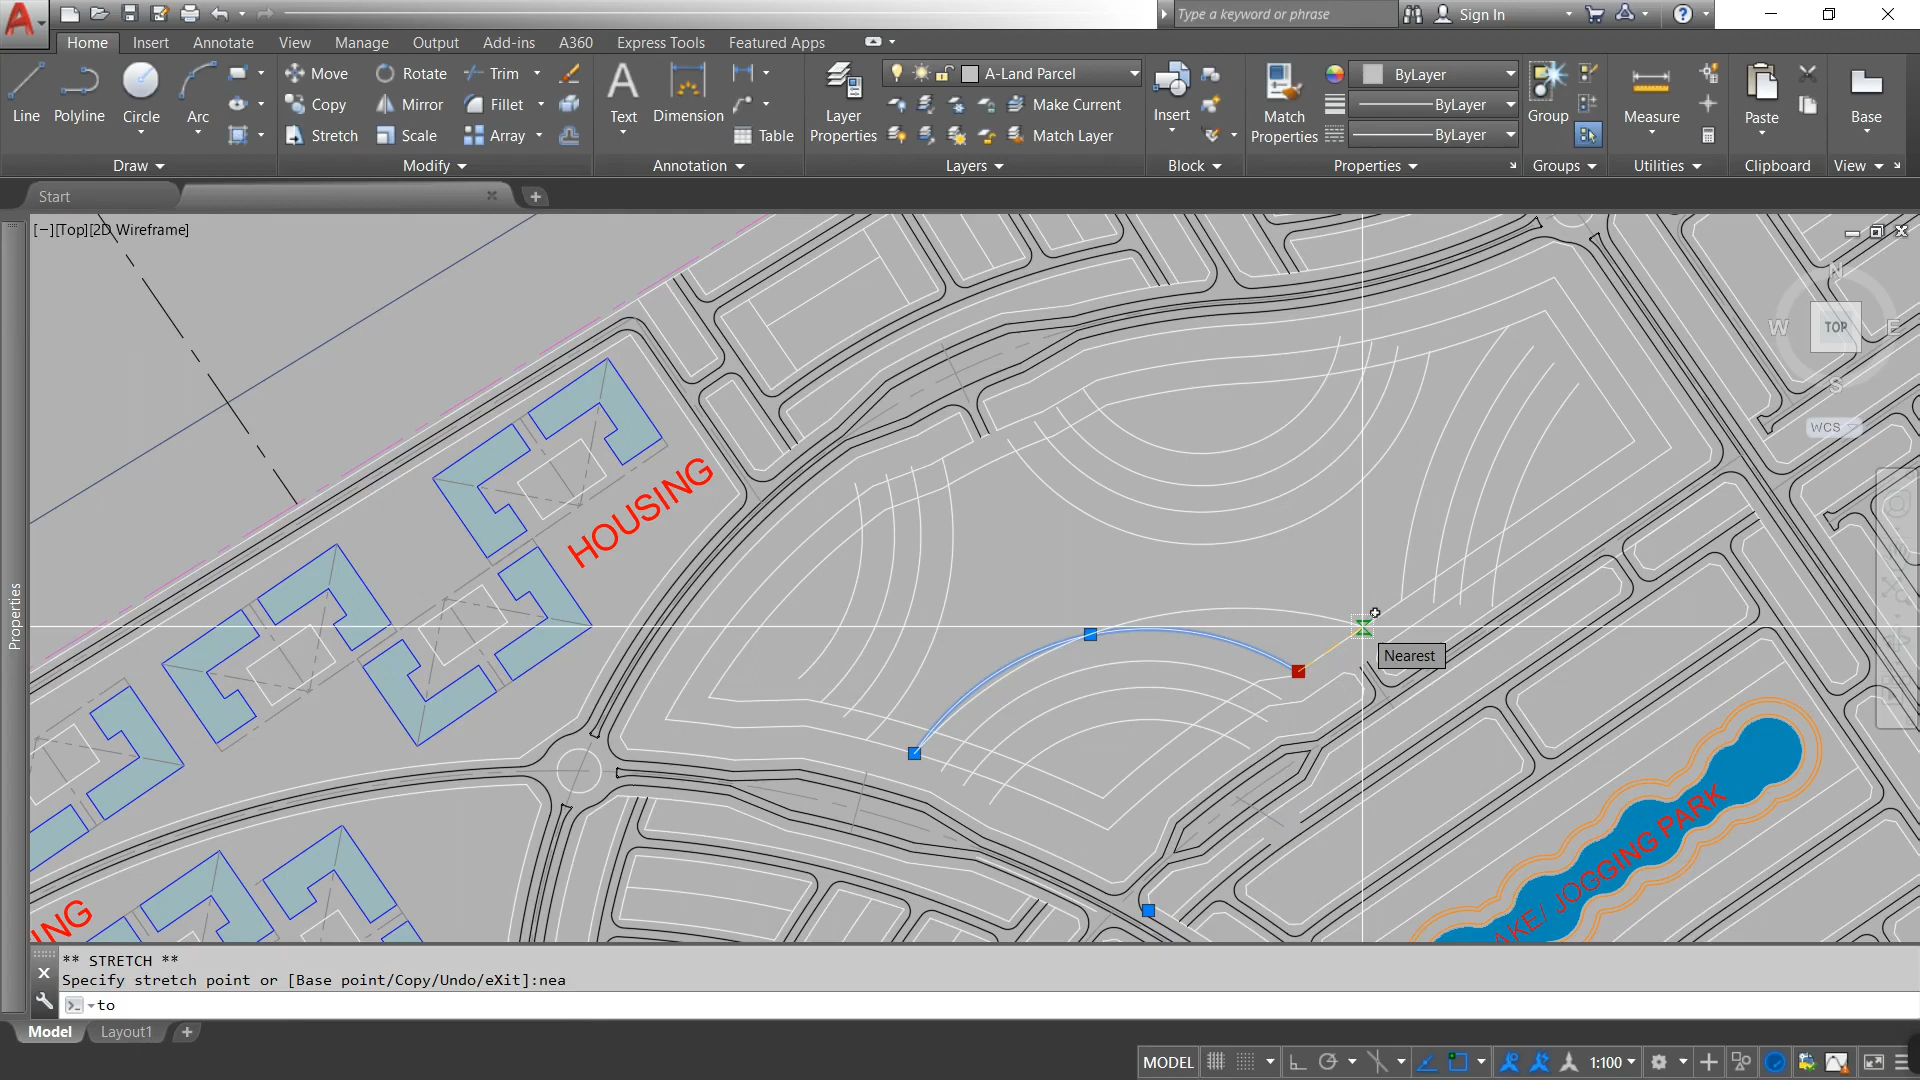 Type a keyword or phrase
Sign In
Home Insert Annotate View Manage Output Add-ins A360 Express Tools Featured Apps
Line Polyline Circle Arc
Move Rotate Trim
Copy Mirror Fillet
Stretch Scale Array
Text Dimension Table
Layer Properties
A-Land Parcel
Make Current
Match Layer
Insert
Match Properties
ByLayer
ByLayer
ByLayer
Group
Measure
Paste
Base
Draw Modify Annotation Layers Block Properties Groups Utilities Clipboard View
Start
[−][Top][2D Wireframe]
N
W TOP E
S
WCS
HOUSING
Nearest
Properties
AKE/ JOGGING PARK
ING
** STRETCH **
Specify stretch point or [Base point/Copy/Undo/eXit]:nea
to
Model Layout1
MODEL 1:100